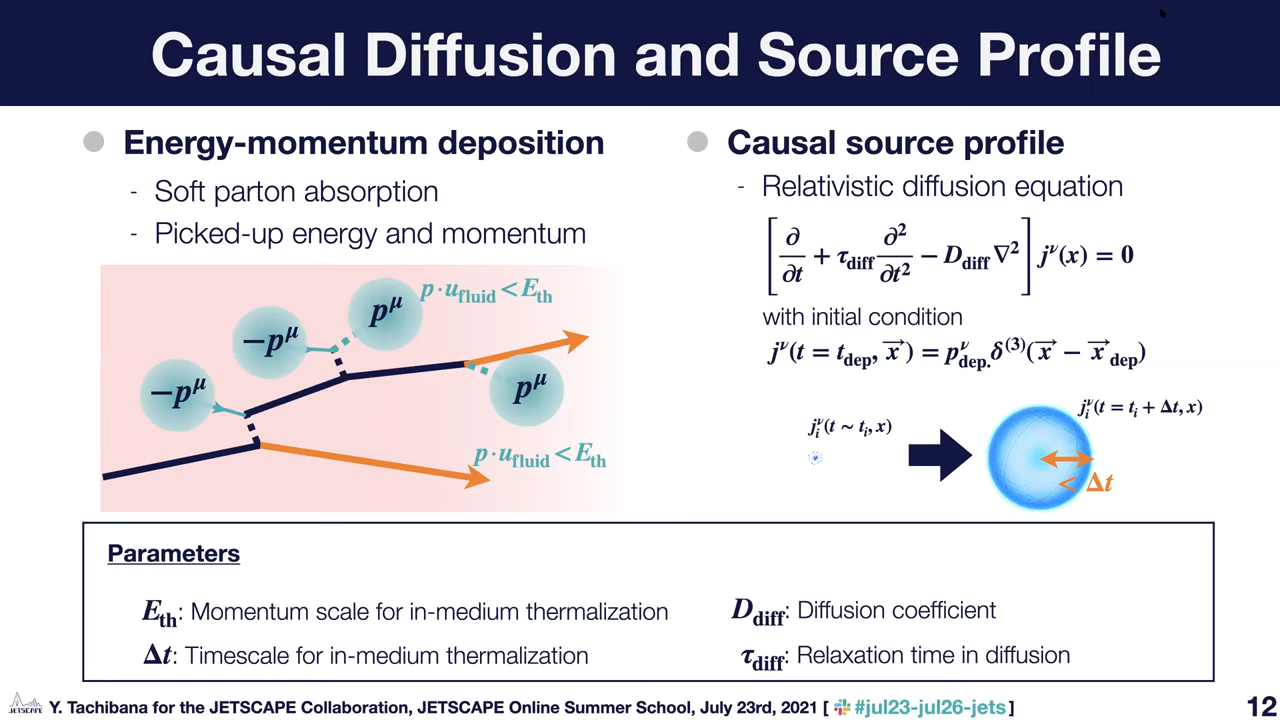 Causal Diffusion and Source Profile
Energy-momentum deposition
- Soft parton absorption
- Picked-up energy and momentum
p · u_fluid < E_th
p^μ
−p^μ
−p^μ
p^μ
p · u_fluid < E_th
Causal source profile
- Relativistic diffusion equation
[∂/∂t + τ_diff ∂²/∂t² − D_diff ∇²] j^ν(x) = 0
with initial condition
j^ν(t = t_dep, x⃗) = p^ν_dep. δ^(3)(x⃗ − x⃗_dep)
j_i^ν(t ~ t_i, x)
j_i^ν(t = t_i + Δt, x)
< Δt
Parameters
E_th: Momentum scale for in-medium thermalization
Δt: Timescale for in-medium thermalization
D_diff: Diffusion coefficient
τ_diff: Relaxation time in diffusion
JETSCAPE
Y. Tachibana for the JETSCAPE Collaboration, JETSCAPE Online Summer School, July 23rd, 2021 [ #jul23-jul26-jets ]
12